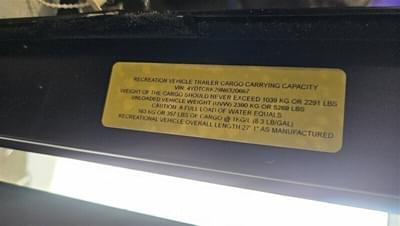 RECREATION VEHICLE TRAILER CARGO CARRYING CAPACITY
VIN:
WEIGHT OF THE CARGO SHOULD NEVER EXCEED 1039 KG OR 2291 LBS
UNLOADED VEHICLE WEIGHT (UVW) 2390 KG OR 5269 LBS
CAUTION: A FULL LOAD OF WATER EQUALS
KG OR 357 LBS OF CARGO @ 1KG/L (8.3 LB/GAL)
RECREATIONAL VEHICLE OVERALL LENGTH 27' 1" AS MANUFACTURED